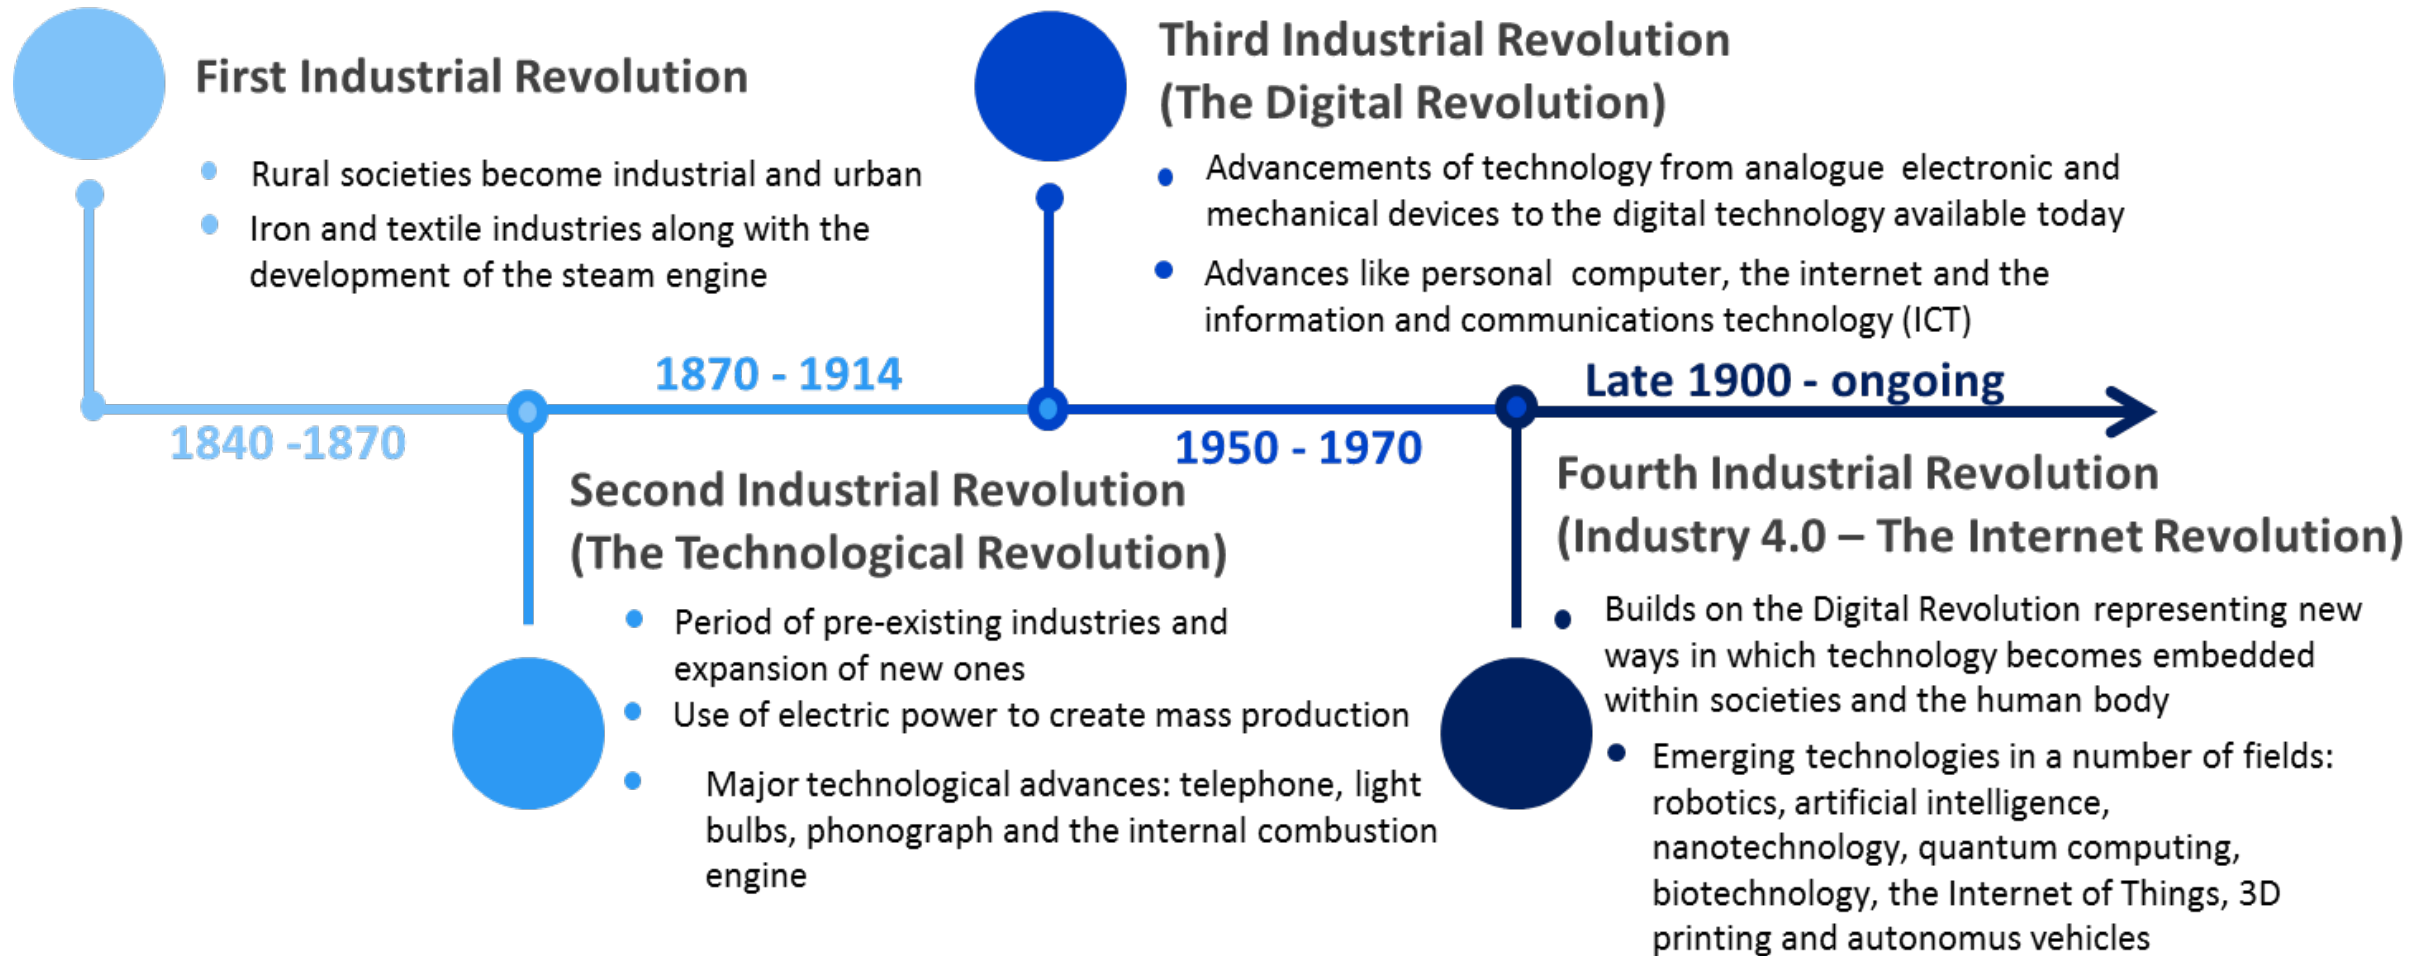 First Industrial Revolution
Rural societies become industrial and urban
Iron and textile industries along with the
development of the steam engine
1840 -1870
1870 - 1914
Second Industrial Revolution
(The Technological Revolution)
Period of pre-existing industries and
expansion of new ones
Use of electric power to create mass production
Major technological advances: telephone, light
bulbs, phonograph and the internal combustion
engine
Third Industrial Revolution
(The Digital Revolution)
Advancements of technology from analogue electronic and
mechanical devices to the digital technology available today
Advances like personal computer, the internet and the
information and communications technology (ICT)
1950 - 1970
Late 1900 - ongoing
Fourth Industrial Revolution
(Industry 4.0 – The Internet Revolution)
Builds on the Digital Revolution representing new
ways in which technology becomes embedded
within societies and the human body
Emerging technologies in a number of fields:
robotics, artificial intelligence,
nanotechnology, quantum computing,
biotechnology, the Internet of Things, 3D
printing and autonomus vehicles